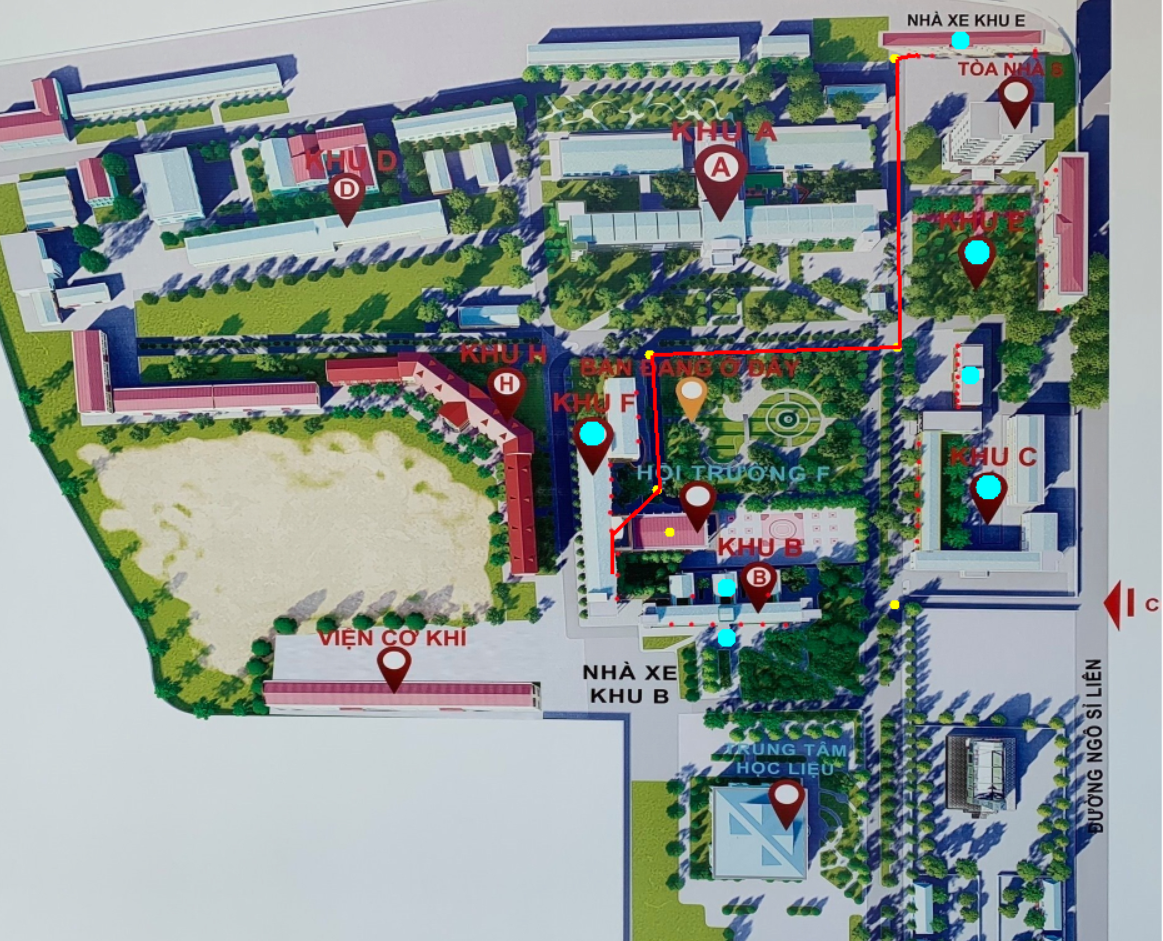 NHÀ XE KHU E
TÒA NHÀ S
KHU A
A
KHU D
D
KHU E
KHU H
H
BẠN ĐANG Ở ĐÂY
KHU F
KHU C
HỘI TRƯỜNG F
KHU B
B
C
VIỆN CƠ KHÍ
NHÀ XE
KHU B
ĐƯỜNG NGÔ SĨ LIÊN
TRUNG TÂM
HỌC LIỆU